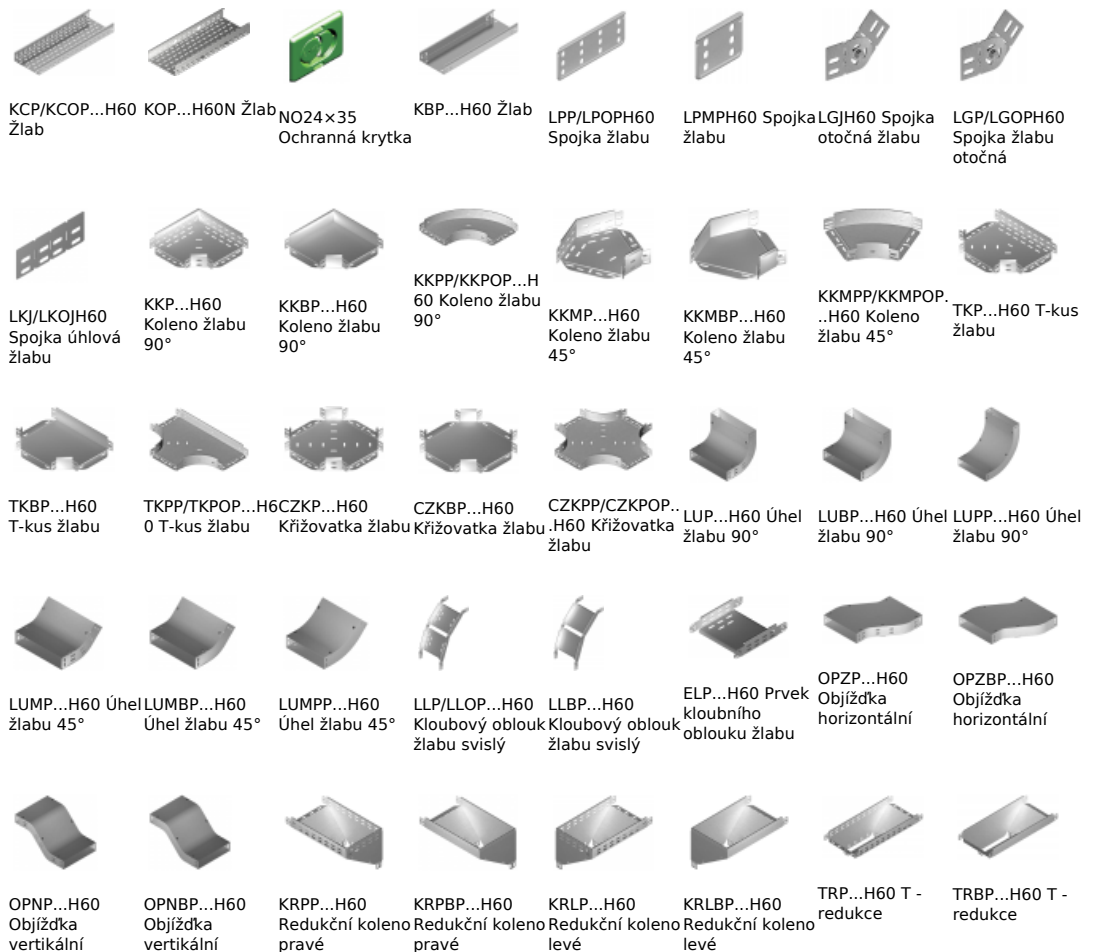 KCP/KCOP...H60
Žlab
KOP...H60N Žlab
NO24×35
Ochranná krytka
KBP...H60 Žlab
LPP/LPOPH60
Spojka žlabu
LPMPH60 Spojka
žlabu
LGJH60 Spojka
otočná žlabu
LGP/LGOPH60
Spojka žlabu
otočná
LKJ/LKOJH60
Spojka úhlová
žlabu
KKP...H60
Koleno žlabu
90°
KKBP...H60
Koleno žlabu
90°
KKPP/KKPOP...H
60 Koleno žlabu
90°
KKMP...H60
Koleno žlabu
45°
KKMBP...H60
Koleno žlabu
45°
KKMPP/KKMPOP.
..H60 Koleno
žlabu 45°
TKP...H60 T-kus
žlabu
TKBP...H60
T-kus žlabu
TKPP/TKPOP...H6
0 T-kus žlabu
CZKP...H60
Křižovatka žlabu
CZKBP...H60
Křižovatka žlabu
CZKPP/CZKPOP..
.H60 Křižovatka
žlabu
LUP...H60 Úhel
žlabu 90°
LUBP...H60 Úhel
žlabu 90°
LUPP...H60 Úhel
žlabu 90°
LUMP...H60 Úhel
žlabu 45°
LUMBP...H60
Úhel žlabu 45°
LUMPP...H60
Úhel žlabu 45°
LLP/LLOP...H60
Kloubový oblouk
žlabu svislý
LLBP...H60
Kloubový oblouk
žlabu svislý
ELP...H60 Prvek
kloubního
oblouku žlabu
OPZP...H60
Objížďka
horizontální
OPZBP...H60
Objížďka
horizontální
OPNP...H60
Objížďka
vertikální
OPNBP...H60
Objížďka
vertikální
KRPP...H60
Redukční koleno
pravé
KRPBP...H60
Redukční koleno
pravé
KRLP...H60
Redukční koleno
levé
KRLBP...H60
Redukční koleno
levé
TRP...H60 T -
redukce
TRBP...H60 T -
redukce